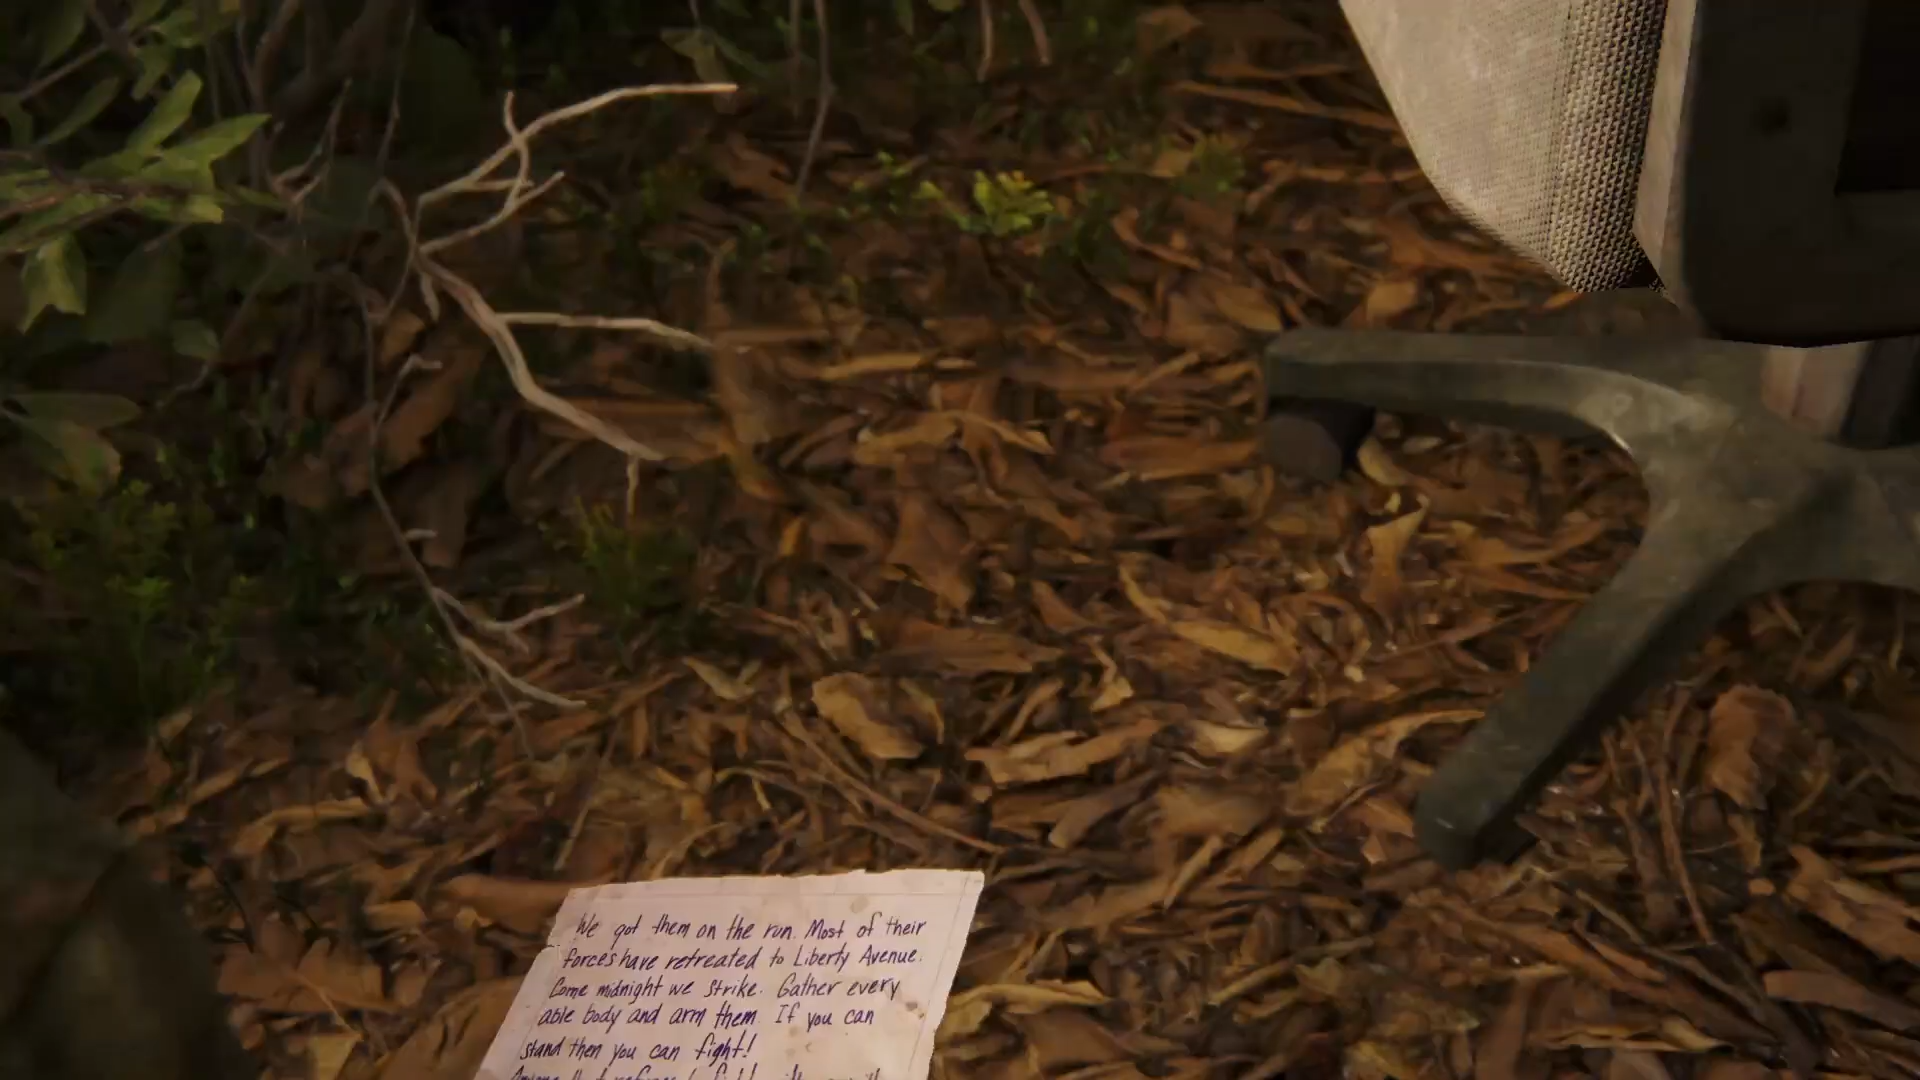 We got them on the run. Most of their
forces have retreated to Liberty Avenue.
Come midnight we strike. Gather every
able body and arm them. If you can
stand then you can fight!